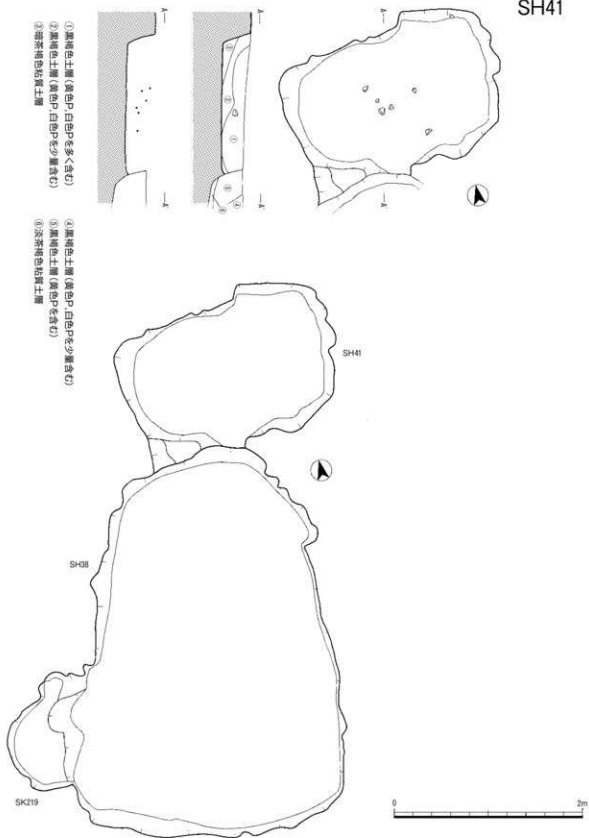 SH41
A
A'
A
A'
A
A'
①黒褐色土層(黄色P,白色Pを多く含む)
②黒褐色土層(黄色P,白色Pを少量含む)
③暗茶褐色粘質土層
④黒褐色土層(黄色P,白色Pを少量含む)
⑤黒褐色土層(黄色Pを含む)
⑥淡茶褐色粘質土層
SH41
SH38
SK219
0
2m